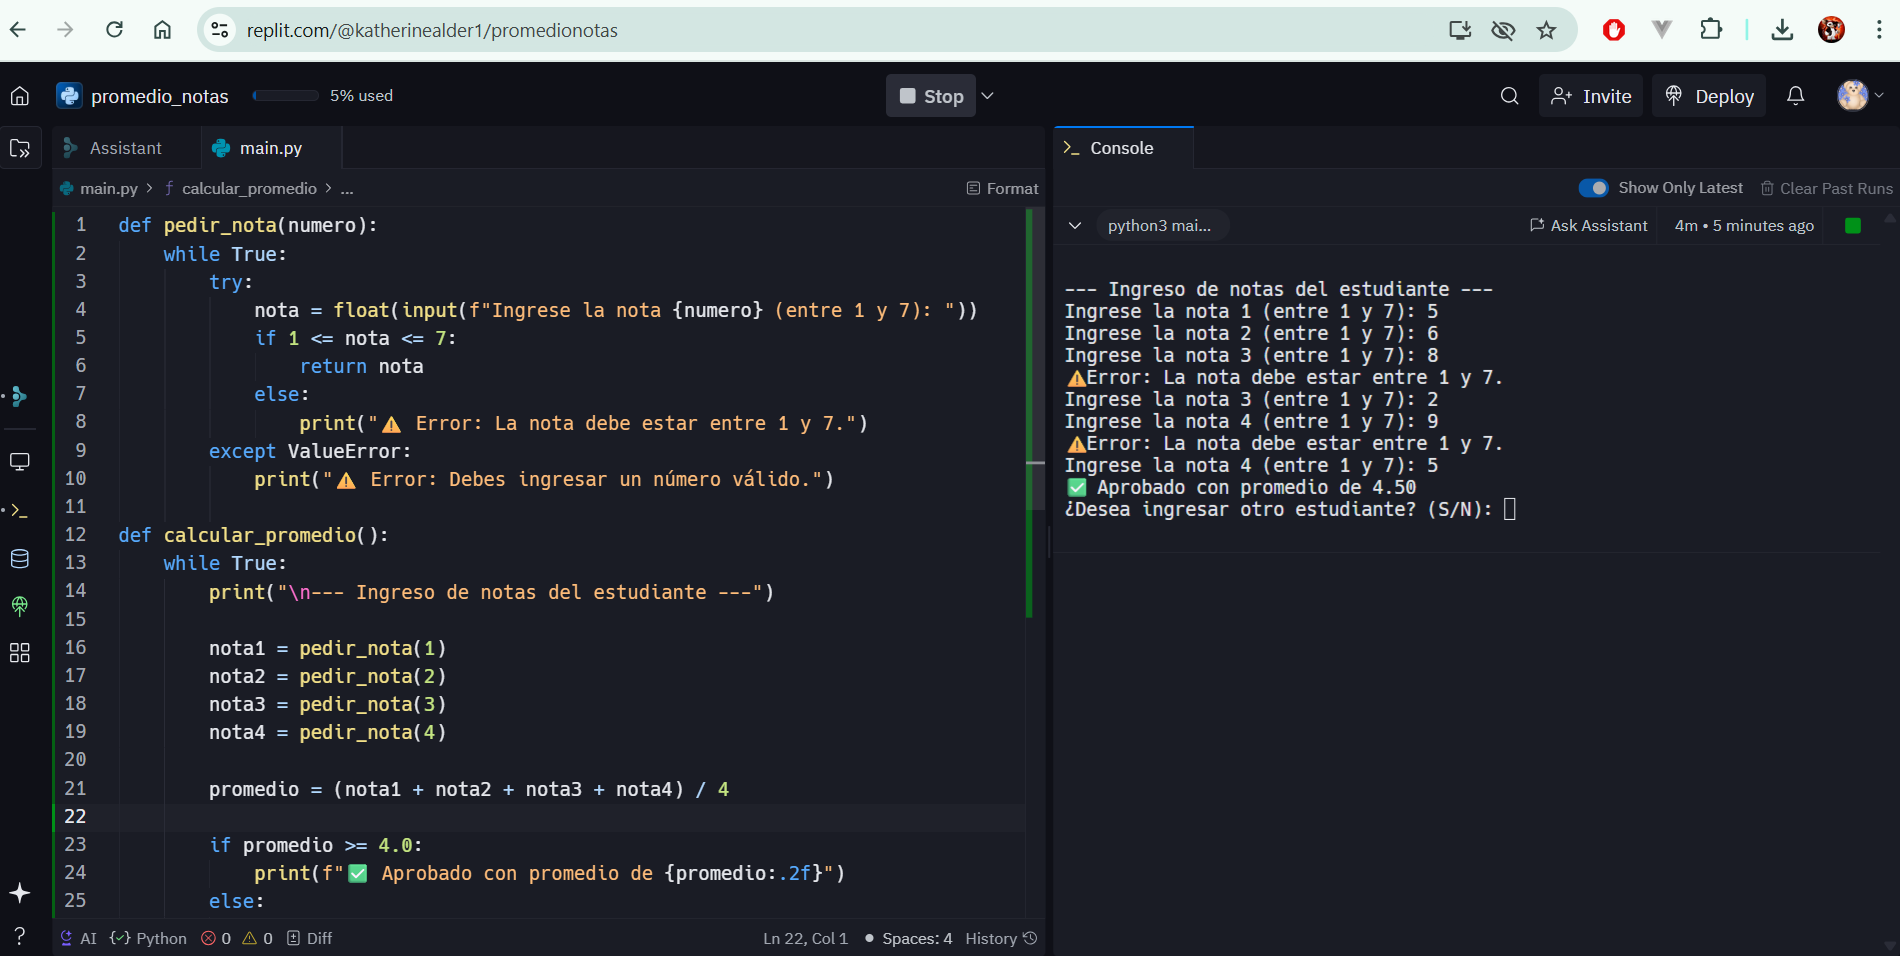 replit.com/@katherinealder1/promedionotas
promedio_notas
5% used
Stop
Invite
Deploy
Assistant
main.py
Console
main.py > ƒ calcular_promedio > ...
Format
Show Only Latest
Clear Past Runs
1 def pedir_nota(numero):
2     while True:
3         try:
4             nota = float(input(f"Ingrese la nota {numero} (entre 1 y 7): "))
5             if 1 <= nota <= 7:
6                 return nota
7             else:
8                 print("⚠️ Error: La nota debe estar entre 1 y 7.")
9         except ValueError:
10             print("⚠️ Error: Debes ingresar un número válido.")
11
12 def calcular_promedio():
13     while True:
14         print("\n--- Ingreso de notas del estudiante ---")
15
16         nota1 = pedir_nota(1)
17         nota2 = pedir_nota(2)
18         nota3 = pedir_nota(3)
19         nota4 = pedir_nota(4)
20
21         promedio = (nota1 + nota2 + nota3 + nota4) / 4
22
23         if promedio >= 4.0:
24             print(f"✅ Aprobado con promedio de {promedio:.2f}")
25         else:
python3 mai...
Ask Assistant
4m • 5 minutes ago
--- Ingreso de notas del estudiante ---
Ingrese la nota 1 (entre 1 y 7): 5
Ingrese la nota 2 (entre 1 y 7): 6
Ingrese la nota 3 (entre 1 y 7): 8
⚠️Error: La nota debe estar entre 1 y 7.
Ingrese la nota 3 (entre 1 y 7): 2
Ingrese la nota 4 (entre 1 y 7): 9
⚠️Error: La nota debe estar entre 1 y 7.
Ingrese la nota 4 (entre 1 y 7): 5
✅ Aprobado con promedio de 4.50
¿Desea ingresar otro estudiante? (S/N):
AI
Python
0
0
Diff
Ln 22, Col 1
Spaces: 4
History